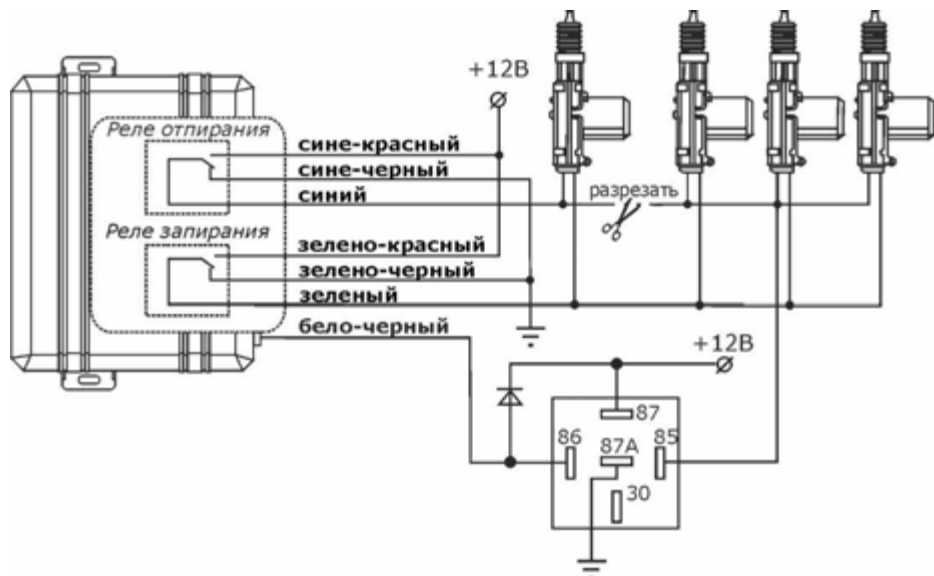 +12В
Реле отпирания
сине-красный
сине-черный
синий
разрезать
Реле запирания
зелено-красный
зелено-черный
зеленый
бело-черный
+12В
87
86
87А
85
30